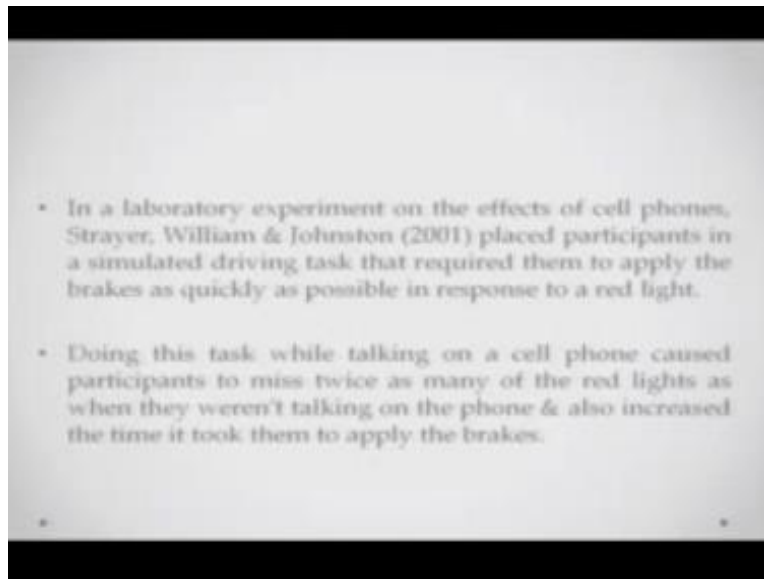 • In a laboratory experiment on the effects of cell phones,
Strayer, William & Johnston (2001) placed participants in
a simulated driving task that required them to apply the
brakes as quickly as possible in response to a red light.
• Doing this task while talking on a cell phone caused
participants to miss twice as many of the red lights as
when they weren't talking on the phone & also increased
the time it took them to apply the brakes.